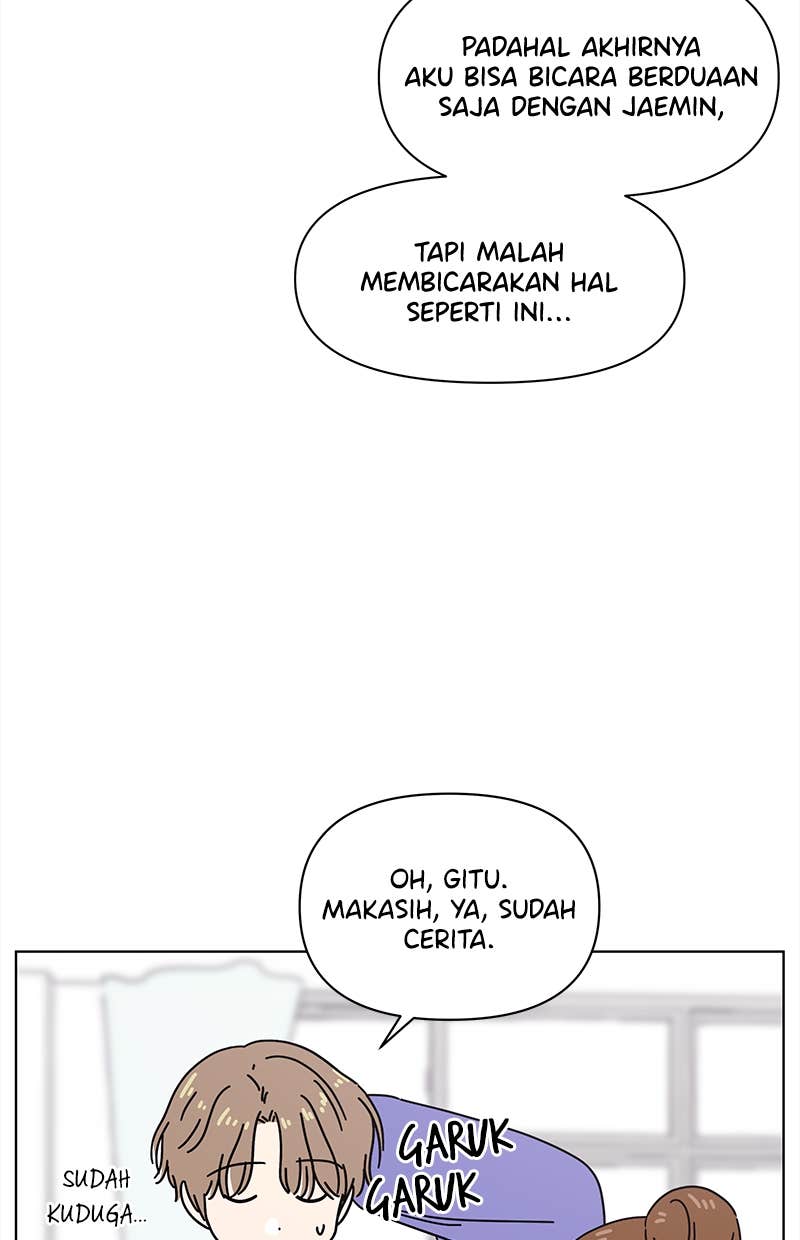 PADAHAL AKHIRNYA
AKU BISA BICARA BERDUAAN
SAJA DENGAN JAEMIN,
TAPI MALAH
MEMBICARAKAN HAL
SEPERTI INI...
OH, GITU.
MAKASIH, YA, SUDAH
CERITA.
GARUK
GARUK
SUDAH
KUDUGA...